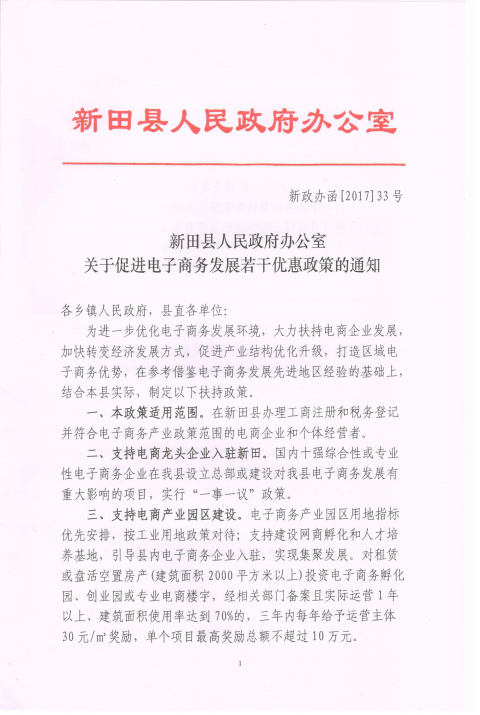 新田县人民政府办公室
新政办函[2017]33号
新田县人民政府办公室
关于促进电子商务发展若干优惠政策的通知
各乡镇人民政府，县直各单位：
为进一步优化电子商务发展环境，大力扶持电商企业发展，
加快转变经济发展方式，促进产业结构优化升级，打造区域电
子商务优势，在参考借鉴电子商务发展先进地区经验的基础上，
结合本县实际，制定以下扶持政策。
一、本政策适用范围。在新田县办理工商注册和税务登记
并符合电子商务产业政策范围的电商企业和个体经营者。
二、支持电商龙头企业入驻新田。国内十强综合性或专业
性电子商务企业在我县设立总部或建设对我县电子商务发展有
重大影响的项目，实行“一事一议”政策。
三、支持电商产业园区建设。电子商务产业园区用地指标
优先安排，按工业用地政策对待；支持建设网商孵化和人才培
养基地，引导县内电子商务企业入驻，实现集聚发展。对租赁
或盘活空置房产(建筑面积2000平方米以上)投资电子商务孵化
园、创业园或专业电商楼宇，经相关部门备案且实际运营1年
以上、建筑面积使用率达到70%的，三年内每年给予运营主体
30元/㎡奖励，单个项目最高奖励总额不超过10万元。
1